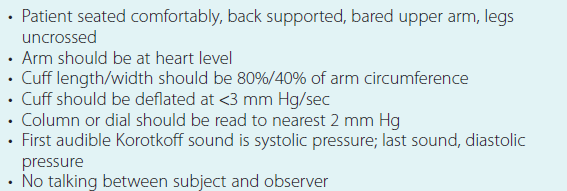 • Patient seated comfortably, back supported, bared upper arm, legs
uncrossed
• Arm should be at heart level
• Cuff length/width should be 80%/40% of arm circumference
• Cuff should be deflated at <3 mm Hg/sec
• Column or dial should be read to nearest 2 mm Hg
• First audible Korotkoff sound is systolic pressure; last sound, diastolic
pressure
• No talking between subject and observer